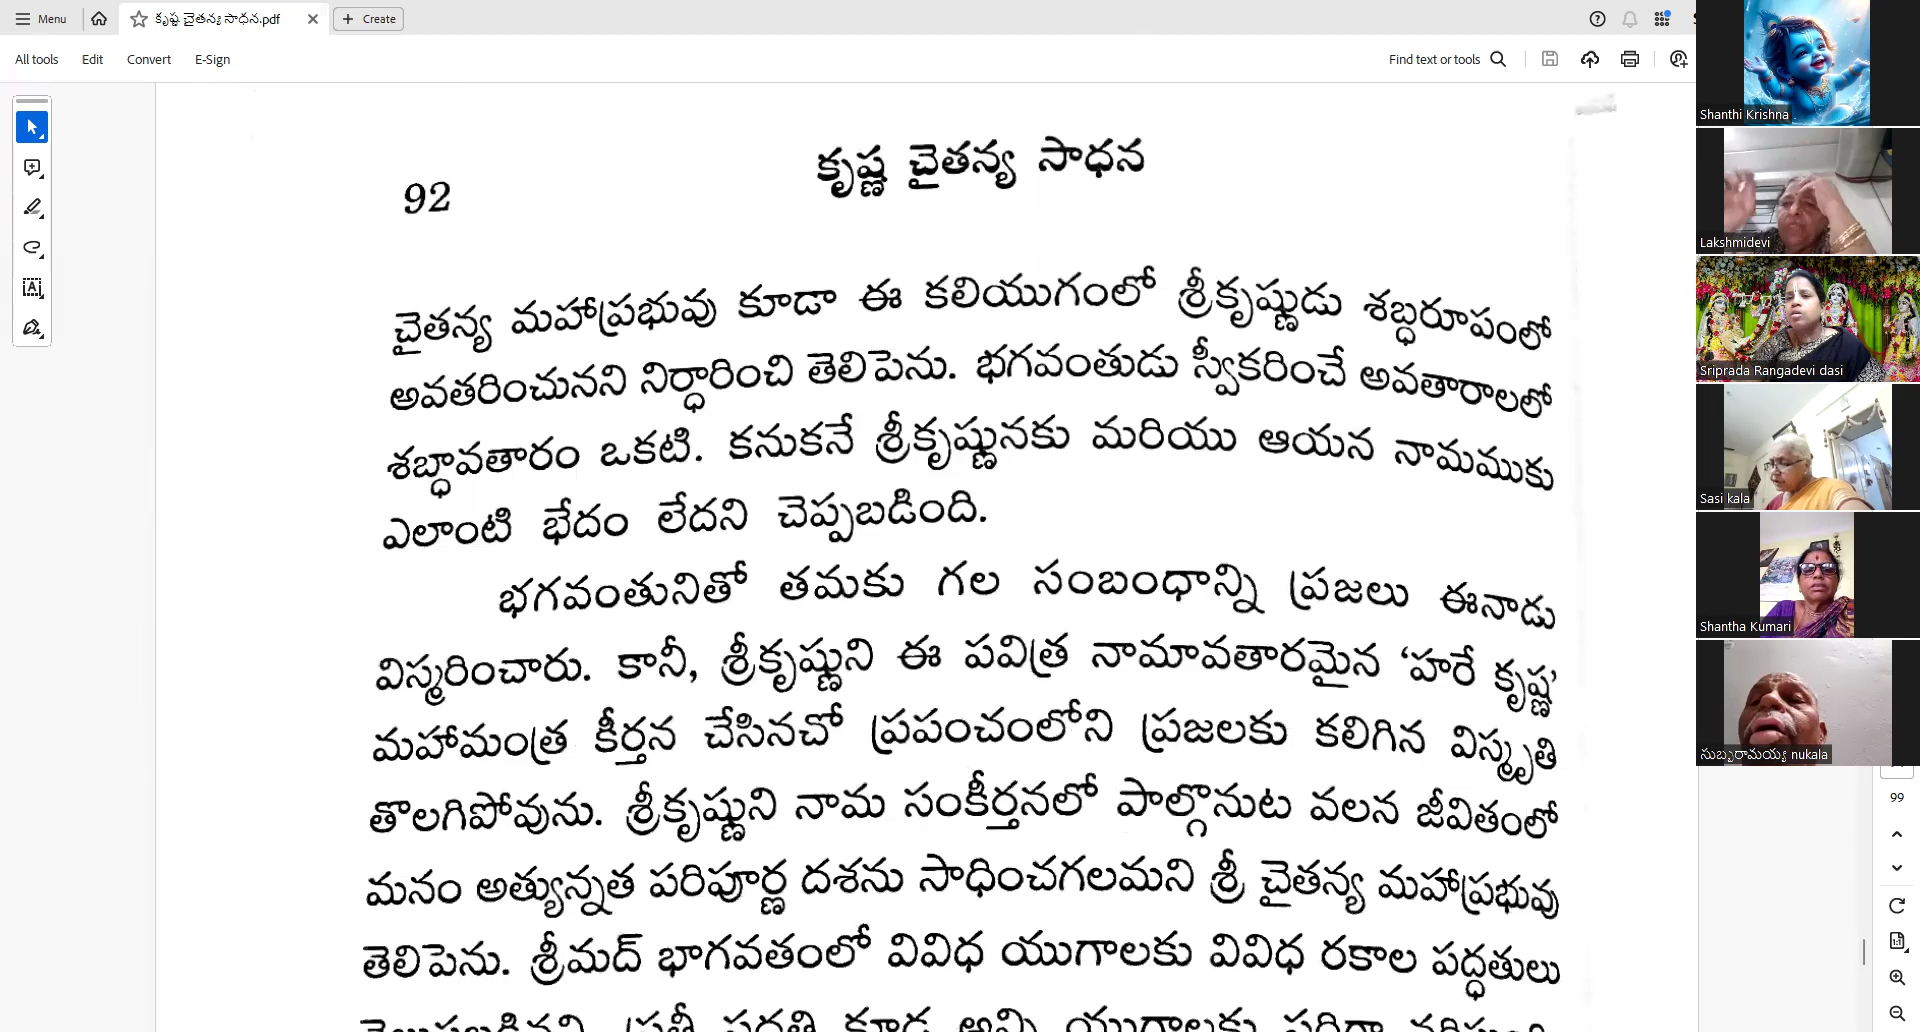 Menu
కృష్ణ చైతన్య సాధన.pdf
Create
All tools
Edit
Convert
E-Sign
Find text or tools
92
కృష్ణ చైతన్య సాధన
చైతన్య మహాప్రభువు కూడా ఈ కలియుగంలో శ్రీకృష్ణుడు శబ్దరూపంలో
అవతరించునని నిర్ధారించి తెలిపెను. భగవంతుడు స్వీకరించే అవతారాలలో
శబ్ధావతారం ఒకటి. కనుకనే శ్రీకృష్ణునకు మరియు ఆయన నామముకు
ఎలాంటి భేదం లేదని చెప్పబడింది.
భగవంతునితో తమకు గల సంబంధాన్ని ప్రజలు ఈనాడు
విస్మరించారు. కానీ, శ్రీకృష్ణుని ఈ పవిత్ర నామావతారమైన ‘హరే కృష్ణ’
మహామంత్ర కీర్తన చేసినచో ప్రపంచంలోని ప్రజలకు కలిగిన విస్మృతి
తొలగిపోవును. శ్రీకృష్ణుని నామ సంకీర్తనలో పాల్గొనుట వలన జీవితంలో
మనం అత్యున్నత పరిపూర్ణ దశను సాధించగలమని శ్రీ చైతన్య మహాప్రభువు
తెలిపెను. శ్రీమద్ భాగవతంలో వివిధ యుగాలకు వివిధ రకాల పద్ధతులు
Shanthi Krishna
Lakshmidevi
Sriprada Rangadevi dasi
Sasi kala
Shantha Kumari
సుబ్బరామయ్య nukala
99